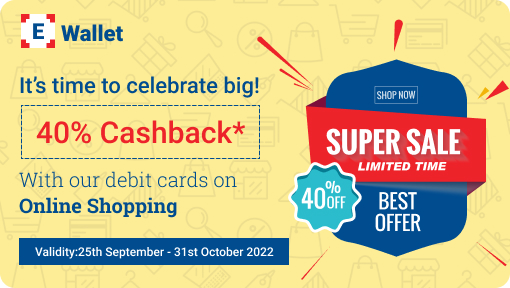 E Wallet
It's time to celebrate big!
40% Cashback*
With our debit cards on
Online Shopping
Validity:25th September - 31st October 2022
SHOP NOW
SUPER SALE
LIMITED TIME
40%
OFF
BEST
OFFER